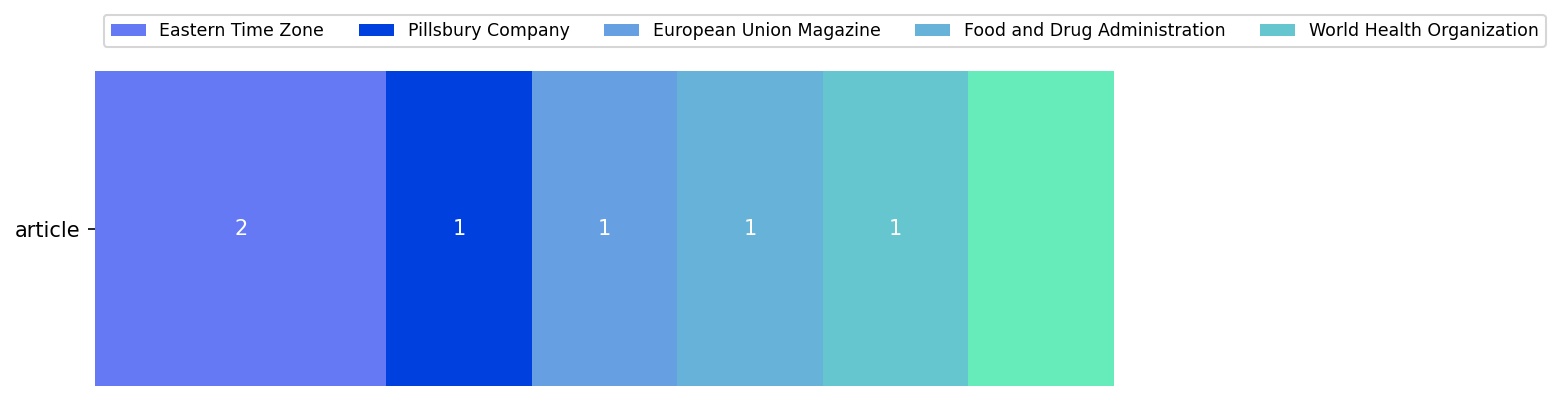 Eastern Time Zone Pillsbury Company European Union Magazine Food and Drug Administration World Health Organization
article 2 1 1 1 1